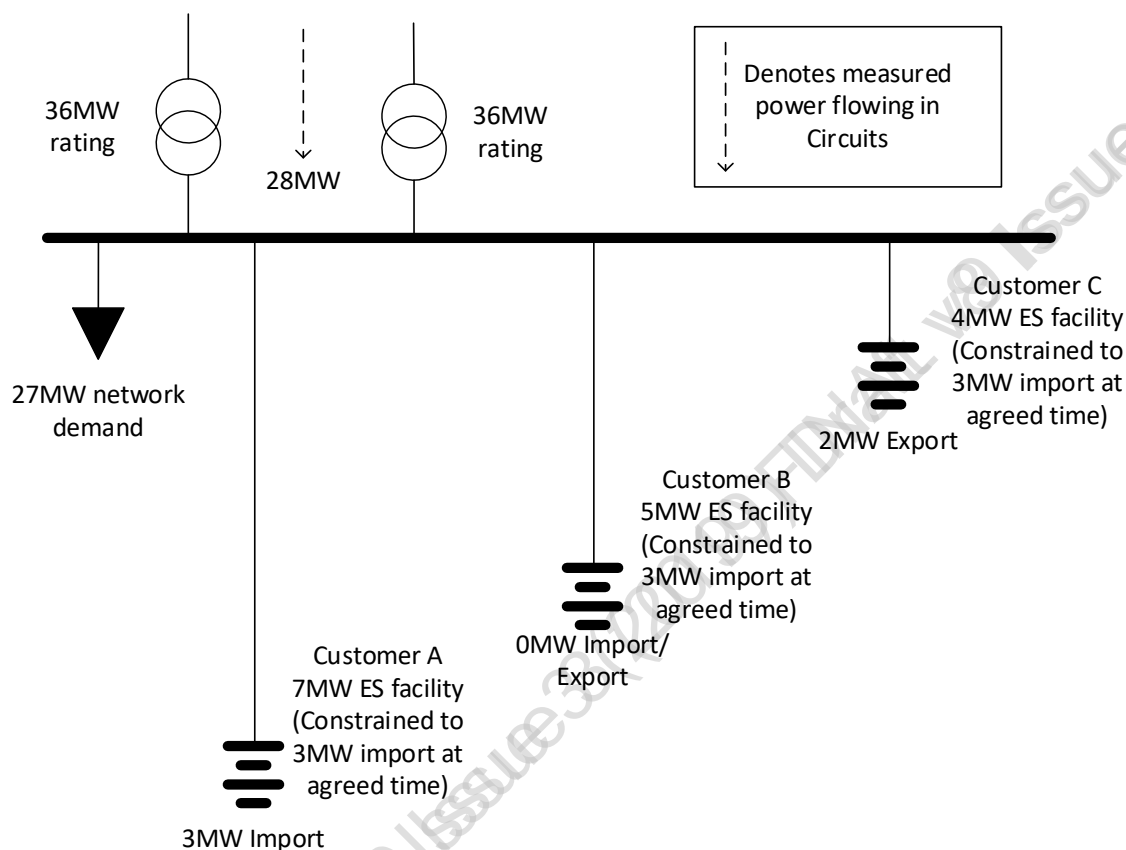 36MW
rating
28MW
36MW
rating
Denotes measured
power flowing in
Circuits
27MW network
demand
Customer A
7MW ES facility
(Constrained to
3MW import at
agreed time)
3MW Import
Customer B
5MW ES facility
(Constrained to
3MW import at
agreed time)
0MW Import/
Export
Customer C
4MW ES facility
(Constrained to
3MW import at
agreed time)
2MW Export